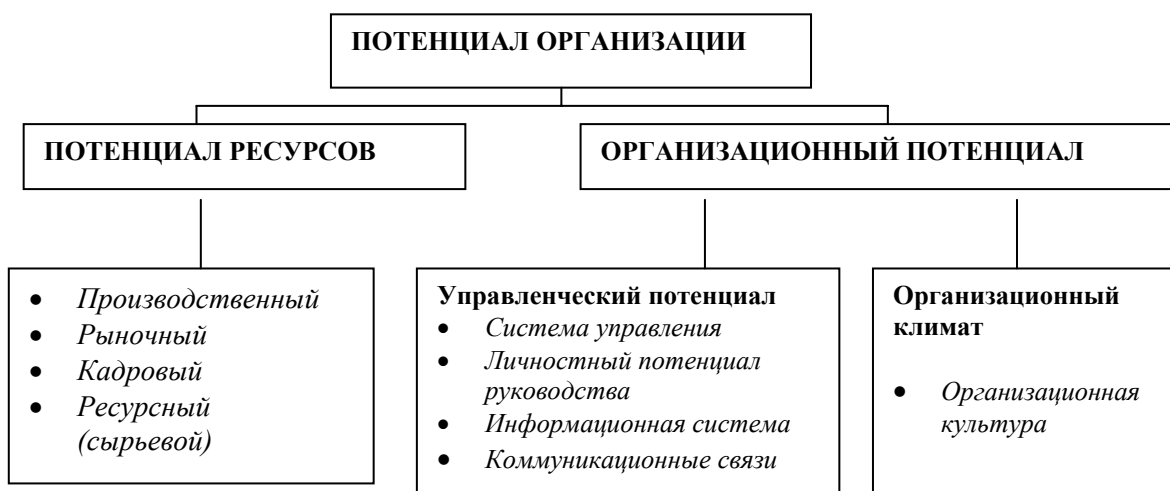 ПОТЕНЦИАЛ ОРГАНИЗАЦИИ
ПОТЕНЦИАЛ РЕСУРСОВ
ОРГАНИЗАЦИОННЫЙ ПОТЕНЦИАЛ
• Производственный
• Рыночный
• Кадровый
• Ресурсный
(сырьевой)
Управленческий потенциал
• Система управления
• Личностный потенциал
руководства
• Информационная система
• Коммуникационные связи
Организационный
климат
• Организационная
культура